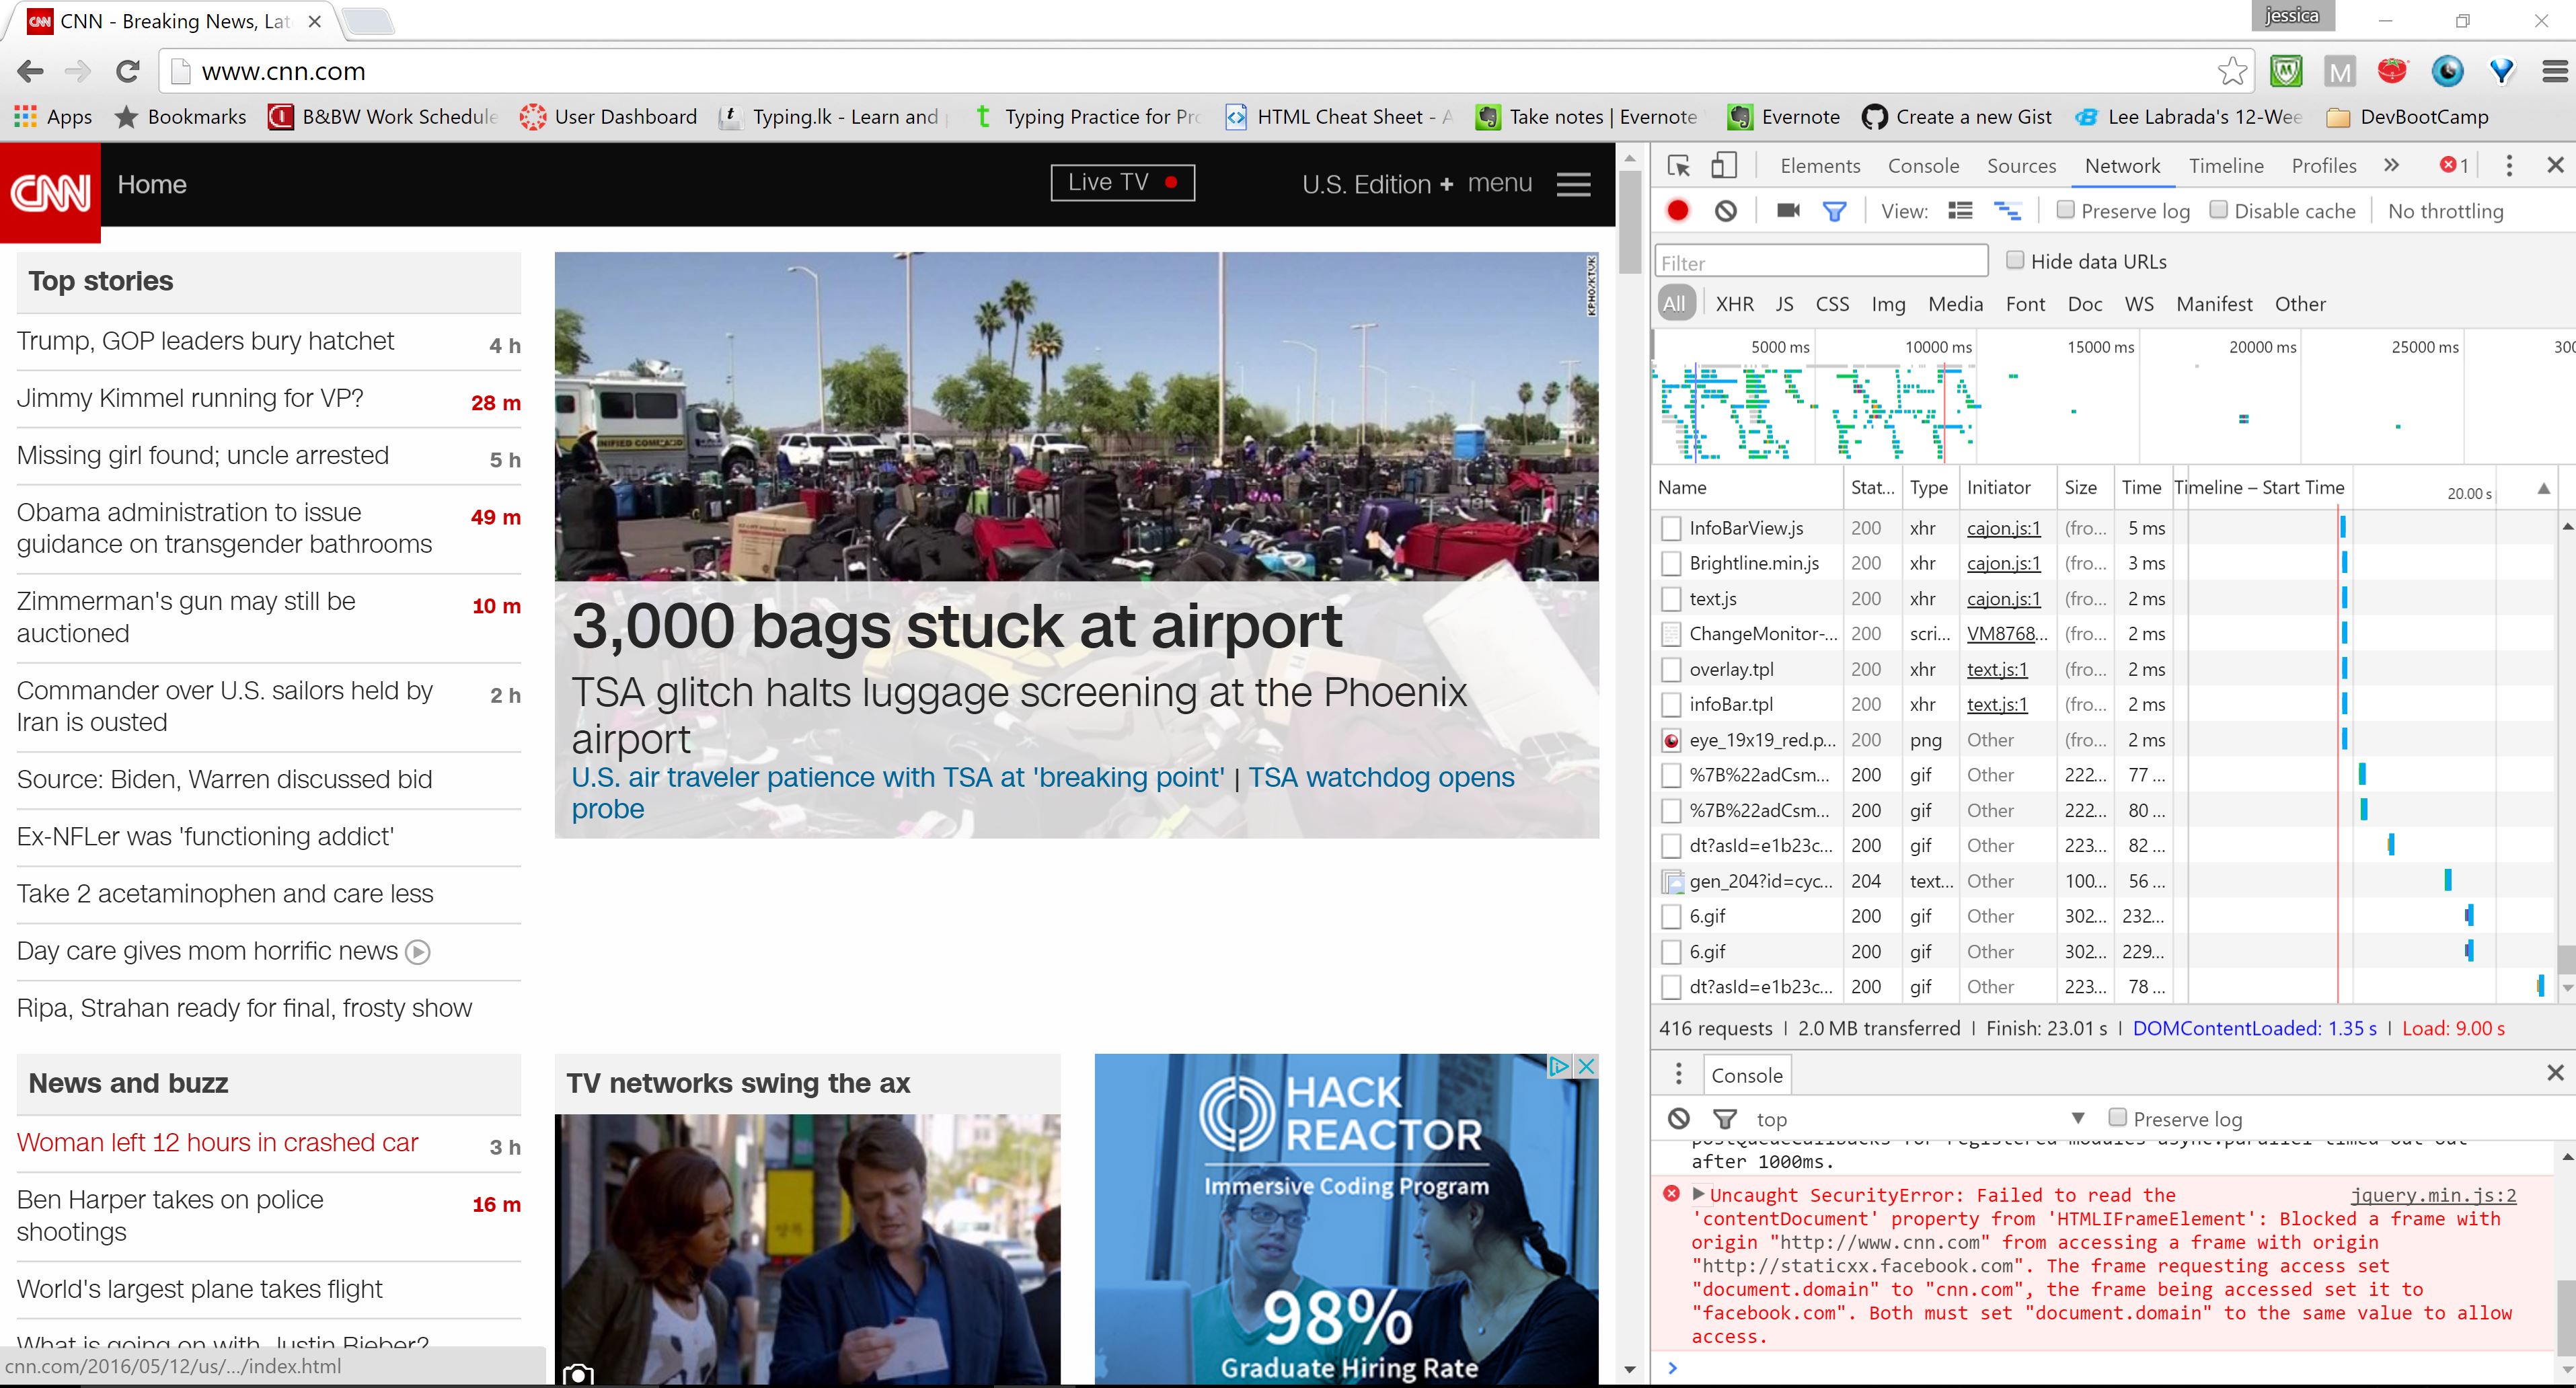 CNN - Breaking News, Lat
jessica
www.cnn.com
M
Apps
Bookmarks
B&BW Work Schedule
User Dashboard
Typing.lk - Learn and
Typing Practice for Pro
HTML Cheat Sheet - A
Take notes | Evernote
Evernote
Create a new Gist
Lee Labrada's 12-Wee
DevBootCamp
CNN
Home
Live TV
U.S. Edition +
menu
Top stories
Trump, GOP leaders bury hatchet
4 h
Jimmy Kimmel running for VP?
28 m
Missing girl found; uncle arrested
5 h
Obama administration to issue
guidance on transgender bathrooms
49 m
Zimmerman's gun may still be
auctioned
10 m
Commander over U.S. sailors held by
Iran is ousted
2 h
Source: Biden, Warren discussed bid
Ex-NFLer was 'functioning addict'
Take 2 acetaminophen and care less
Day care gives mom horrific news
Ripa, Strahan ready for final, frosty show
News and buzz
Woman left 12 hours in crashed car
3 h
Ben Harper takes on police
shootings
16 m
World's largest plane takes flight
What is going on with Justin Bieber?
cnn.com/2016/05/12/us/.../index.html
KPHO/KTVK
UNIFIED COMMAND
3,000 bags stuck at airport
TSA glitch halts luggage screening at the Phoenix
airport
U.S. air traveler patience with TSA at 'breaking point' | TSA watchdog opens
probe
TV networks swing the ax
HACK
REACTOR
Immersive Coding Program
98%
Graduate Hiring Rate
Elements Console Sources Network Timeline Profiles » 1
View: Preserve log Disable cache No throttling
Filter
Hide data URLs
All XHR JS CSS Img Media Font Doc WS Manifest Other
5000 ms 10000 ms 15000 ms 20000 ms 25000 ms 300
Name Stat... Type Initiator Size Time Timeline – Start Time 20.00 s
InfoBarView.js 200 xhr cajon.js:1 (fro... 5 ms
Brightline.min.js 200 xhr cajon.js:1 (fro... 3 ms
text.js 200 xhr cajon.js:1 (fro... 2 ms
ChangeMonitor-... 200 scri... VM8768... (fro... 2 ms
overlay.tpl 200 xhr text.js:1 (fro... 2 ms
infoBar.tpl 200 xhr text.js:1 (fro... 2 ms
eye_19x19_red.p... 200 png Other (fro... 2 ms
%7B%22adCsm... 200 gif Other 222... 77 ...
%7B%22adCsm... 200 gif Other 222... 80 ...
dt?asId=e1b23c... 200 gif Other 223... 82 ...
gen_204?id=cyc... 204 text... Other 100... 56 ...
6.gif 200 gif Other 302... 232...
6.gif 200 gif Other 302... 229...
dt?asId=e1b23c... 200 gif Other 223... 78 ...
416 requests | 2.0 MB transferred | Finish: 23.01 s | DOMContentLoaded: 1.35 s | Load: 9.00 s
Console
top
Preserve log
postQueueCallbacks for registered modules async.parallel timed out out
after 1000ms.
Uncaught SecurityError: Failed to read the jquery.min.js:2
'contentDocument' property from 'HTMLIFrameElement': Blocked a frame with
origin "http://www.cnn.com" from accessing a frame with origin
"http://staticxx.facebook.com". The frame requesting access set
"document.domain" to "cnn.com", the frame being accessed set it to
"facebook.com". Both must set "document.domain" to the same value to allow
access.